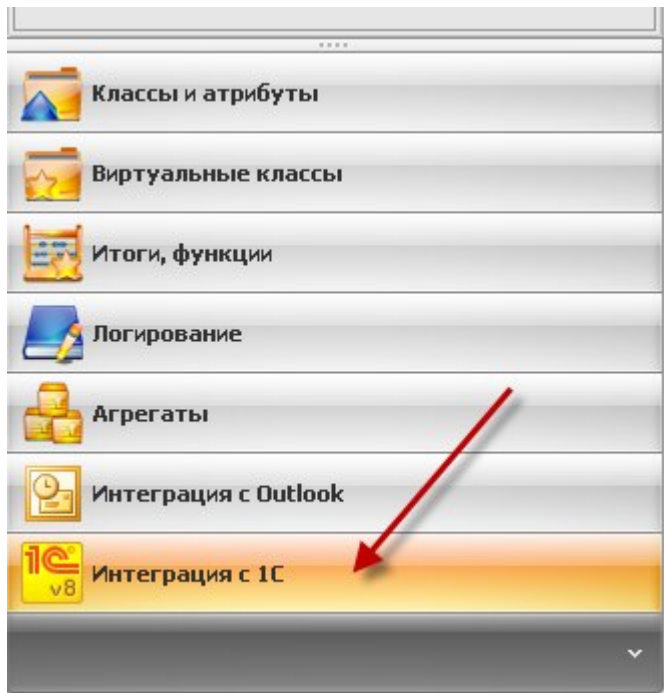 Классы и атрибуты
Виртуальные классы
Итоги, функции
Логирование
Агрегаты
Интеграция с Outlook
1С
v8
Интеграция с 1С